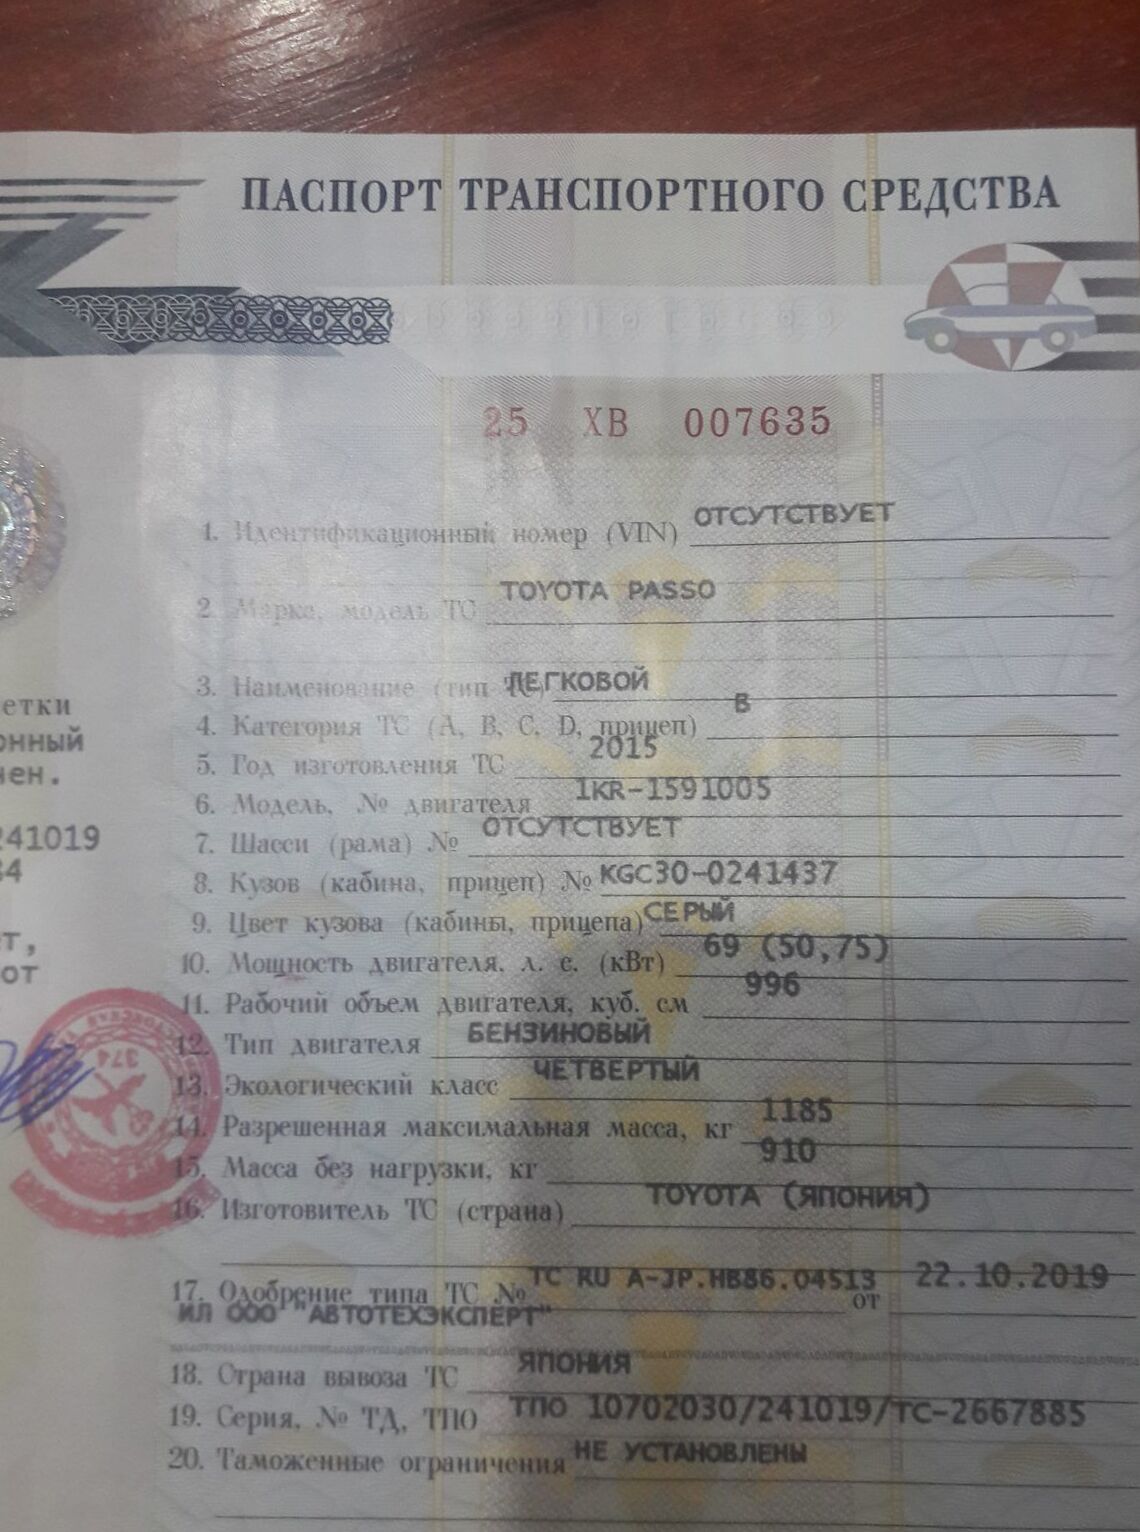 ПАСПОРТ ТРАНСПОРТНОГО СРЕДСТВА
25 ХВ 007635
1. Идентификационный номер (VIN) ОТСУТСТВУЕТ
2. Марка, модель ТС TOYOTA PASSO
3. Наименование (тип ТС) ЛЕГКОВОЙ
4. Категория ТС (A, B, C, D, прицеп) B
5. Год изготовления ТС 2015
6. Модель, № двигателя 1KR-1591005
7. Шасси (рама) № ОТСУТСТВУЕТ
8. Кузов (кабина, прицеп) № KGC30-0241437
9. Цвет кузова (кабины, прицепа) СЕРЫЙ
10. Мощность двигателя, л. с. (кВт) 69 (50,75)
11. Рабочий объем двигателя, куб. см 996
12. Тип двигателя БЕНЗИНОВЫЙ
13. Экологический класс ЧЕТВЕРТЫЙ
14. Разрешенная максимальная масса, кг 1185
15. Масса без нагрузки, кг 910
16. Изготовитель ТС (страна) TOYOTA (ЯПОНИЯ)
17. Одобрение типа ТС № ТС RU А-JP.НВ86.04513 от 22.10.2019
ИЛ ООО "АВТОТЕХЭКСПЕРТ"
18. Страна вывоза ТС ЯПОНИЯ
19. Серия, № ТД, ТПО ТПО 10702030/241019/ТС-2667885
20. Таможенные ограничения НЕ УСТАНОВЛЕНЫ
етки
онный
чен.
241019
34
т,
от
374